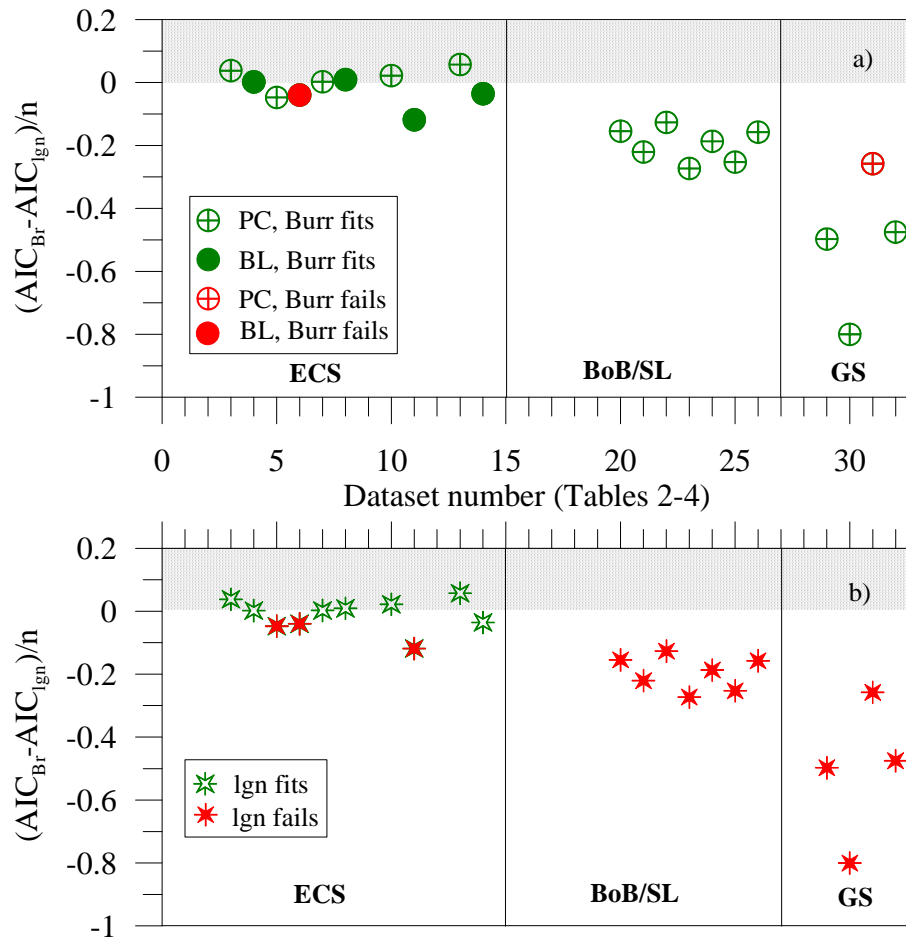 0.2
0
-0.2
-0.4
-0.6
-0.8
-1
(AIC_Br-AIC_lgn)/n
a)
PC, Burr fits
BL, Burr fits
PC, Burr fails
BL, Burr fails
ECS
BoB/SL
GS
0 5 10 15 20 25 30
Dataset number (Tables 2-4)
0.2
0
-0.2
-0.4
-0.6
-0.8
-1
(AIC_Br-AIC_lgn)/n
b)
lgn fits
lgn fails
ECS
BoB/SL
GS